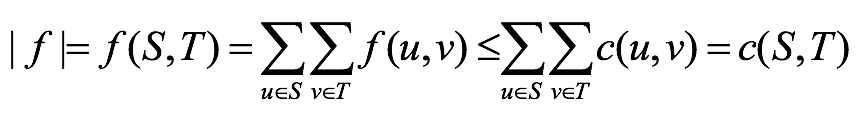 | f |= f(S,T) = ∑_{u∈S} ∑_{v∈T} f(u,v) ≤ ∑_{u∈S} ∑_{v∈T} c(u,v) = c(S,T)